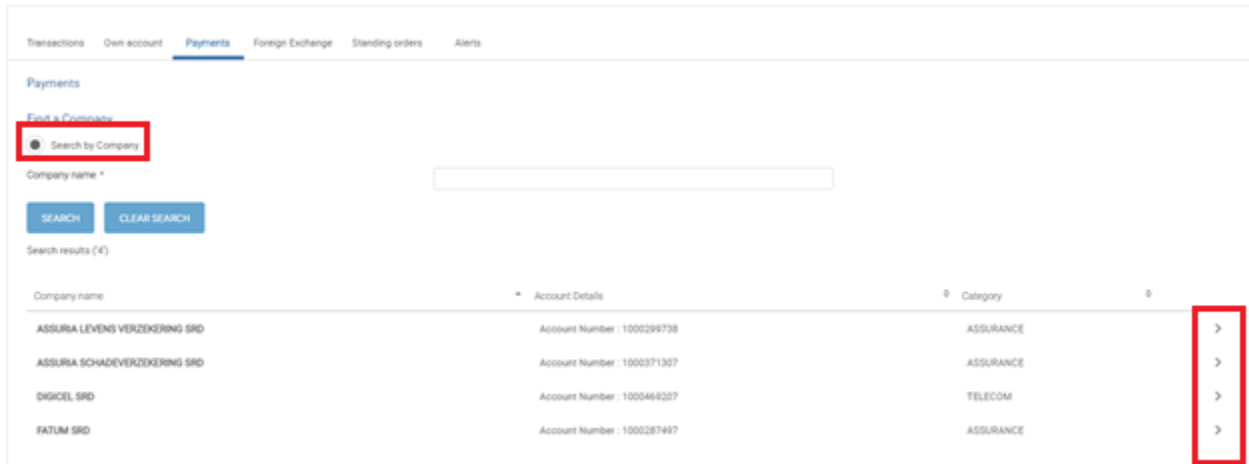 Transactions Own account Payments Foreign Exchange Standing orders Alerts
Payments
Find a Company
Search by Company
Company name *
SEARCH CLEAR SEARCH
Search results ('4')
Company name Account Details Category
ASSURIA LEVENS VERZEKERING SRD Account Number : 1000299738 ASSURANCE
ASSURIA SCHADEVERZEKERING SRD Account Number : 1000371307 ASSURANCE
DIGICEL SRD Account Number : 1000469207 TELECOM
FATUM SRD Account Number : 1000287497 ASSURANCE